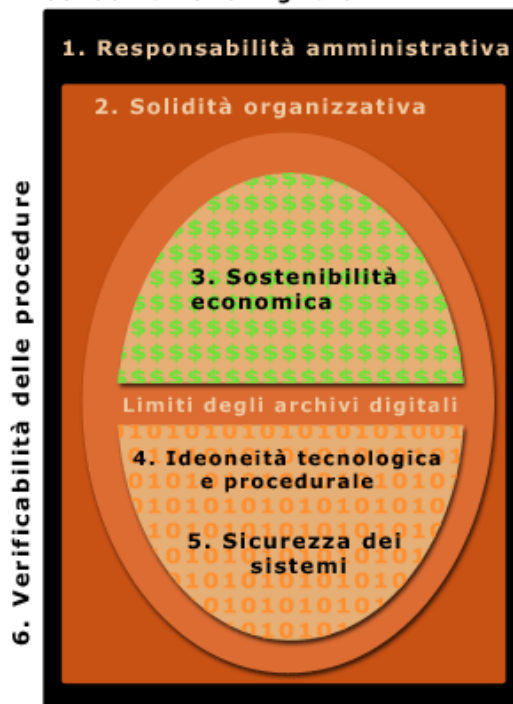 1. Responsabilità amministrativa
2. Solidità organizzativa
3. Sostenibilità
economica
Limiti degli archivi digitali
4. Ideoneità tecnologica
e procedurale
5. Sicurezza dei
sistemi
6. Verificabilità delle procedure